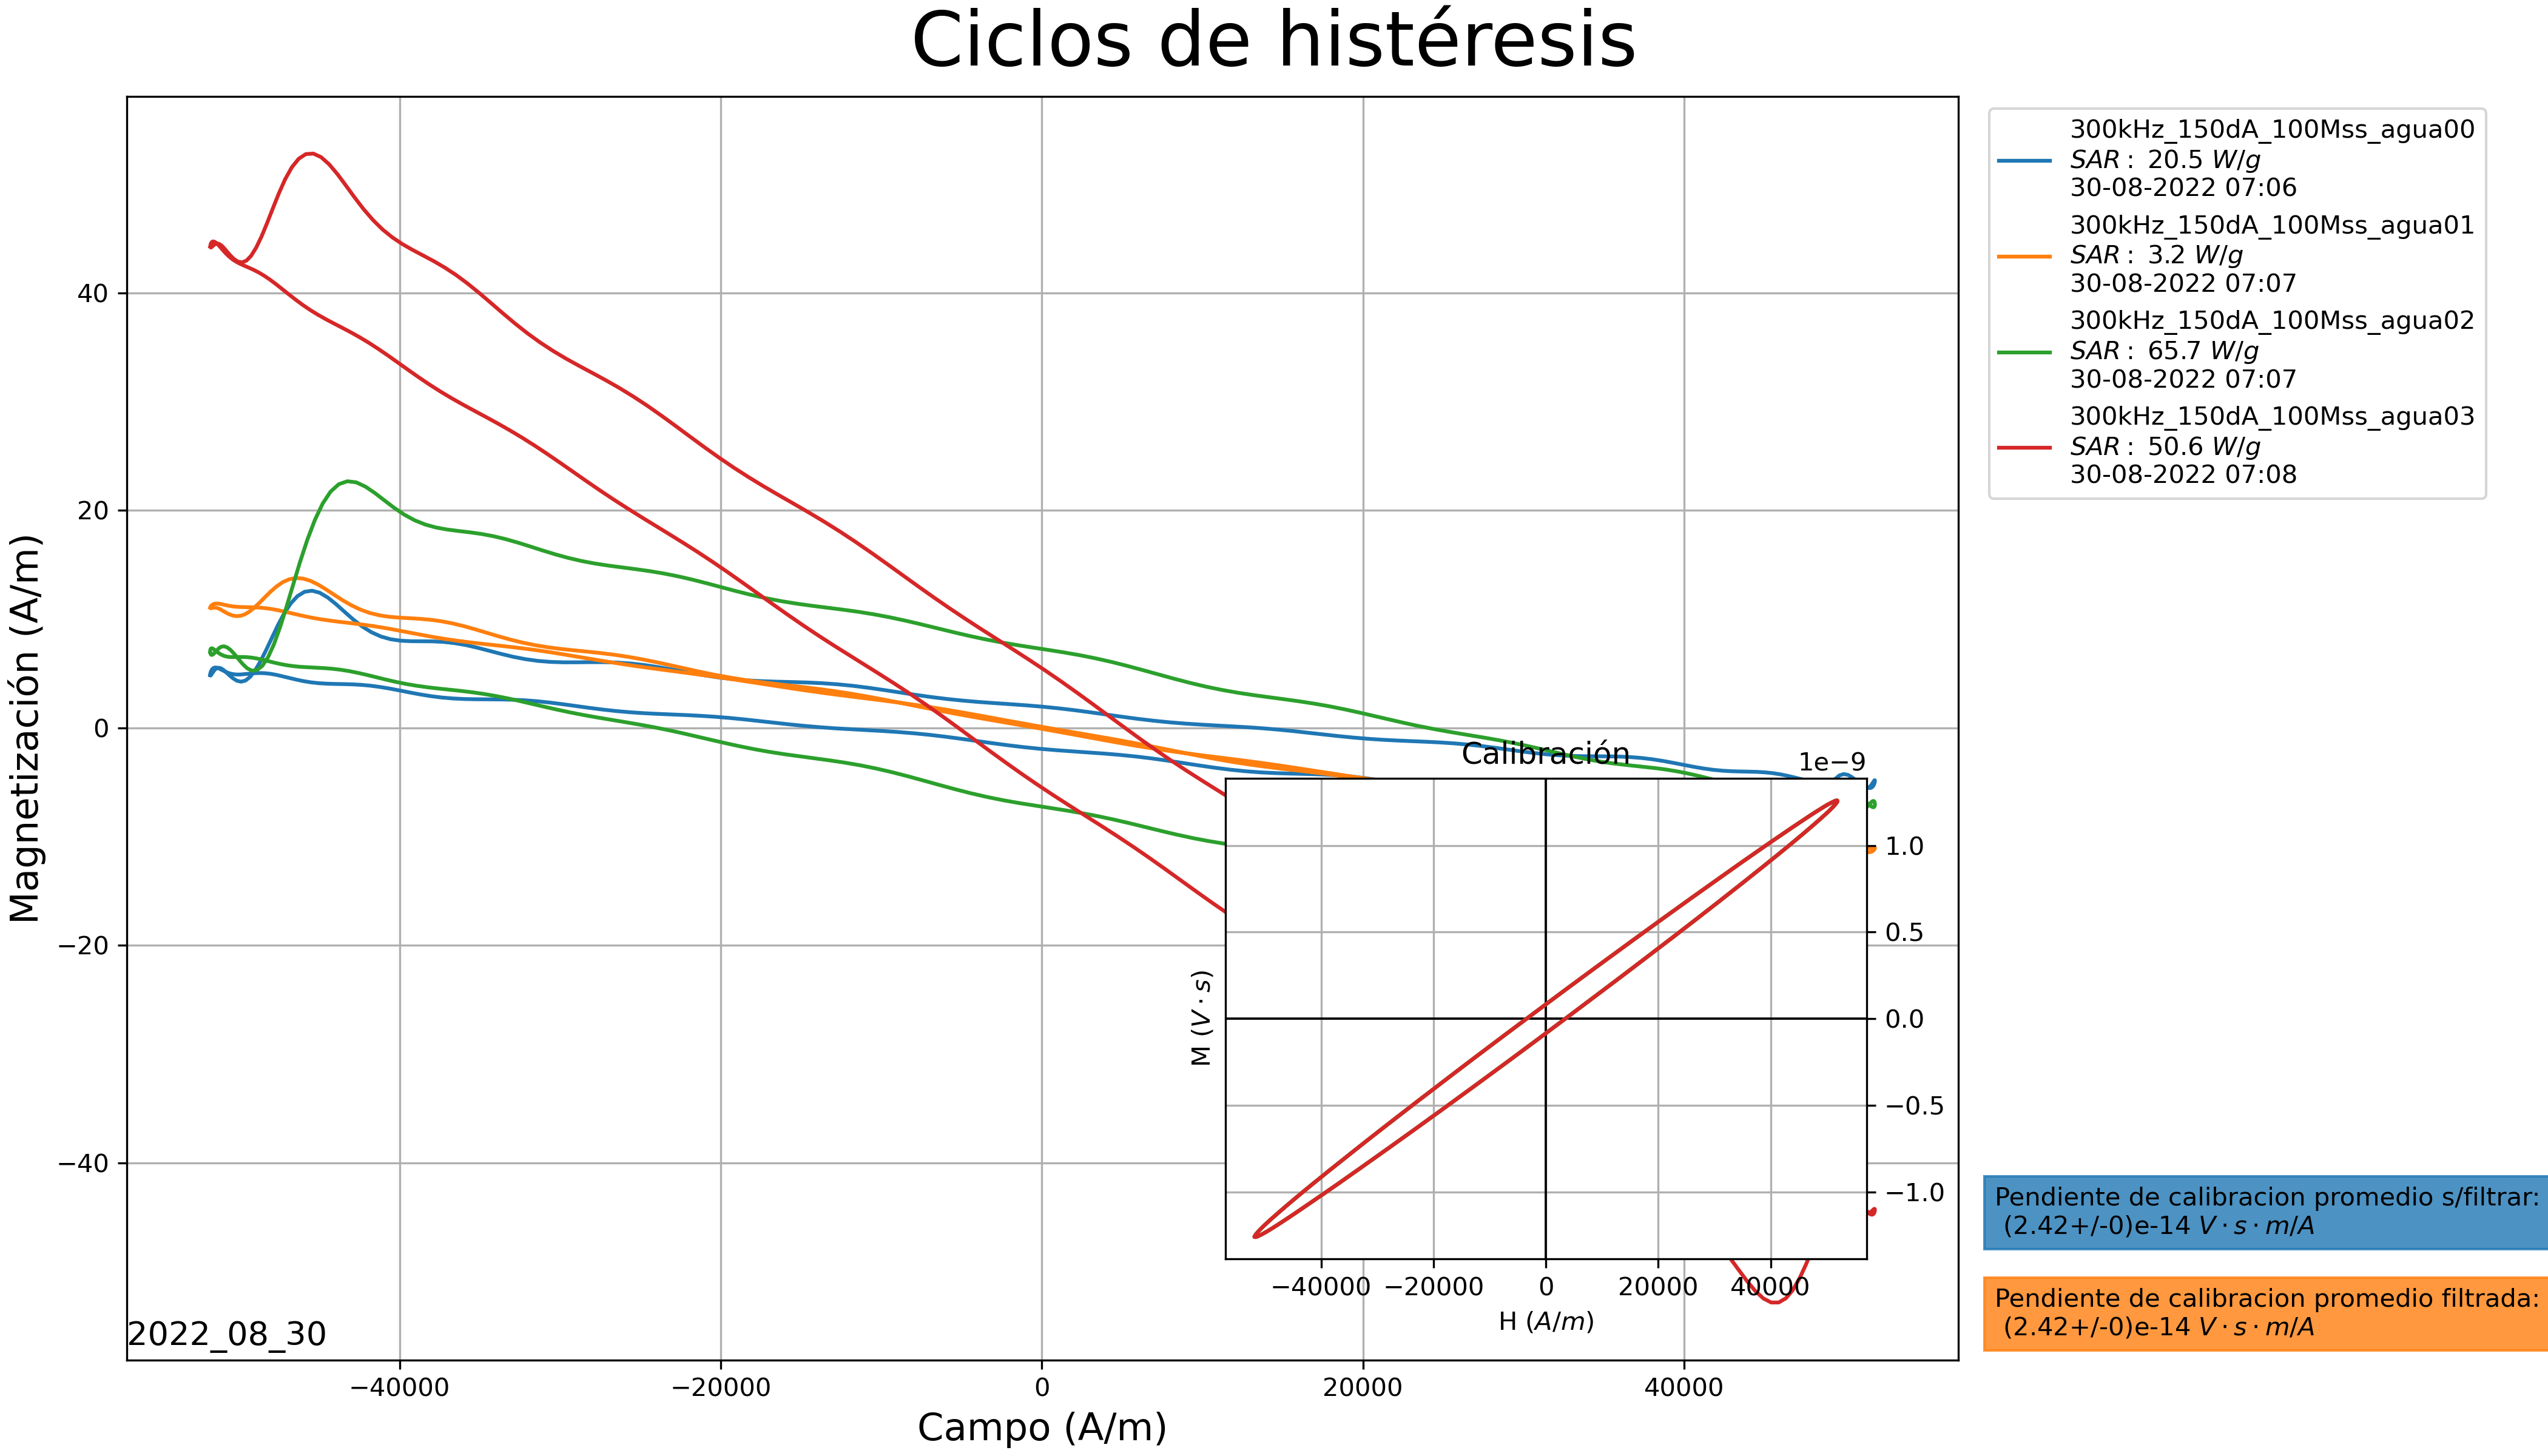 Ciclos de histéresis
Magnetización (A/m)
40
20
0
−20
−40
−40000
−20000
0
20000
40000
Campo (A/m)
2022_08_30
300kHz_150dA_100Mss_agua00
SAR : 20.5 W/g
30-08-2022 07:06
300kHz_150dA_100Mss_agua01
SAR : 3.2 W/g
30-08-2022 07:07
300kHz_150dA_100Mss_agua02
SAR : 65.7 W/g
30-08-2022 07:07
300kHz_150dA_100Mss_agua03
SAR : 50.6 W/g
30-08-2022 07:08
Calibración
1e−9
M (V · s)
1.0
0.5
0.0
−0.5
−1.0
−40000
−20000
0
20000
40000
H (A/m)
Pendiente de calibracion promedio s/filtrar:
(2.42+/-0)e-14 V · s · m/A
Pendiente de calibracion promedio filtrada:
(2.42+/-0)e-14 V · s · m/A